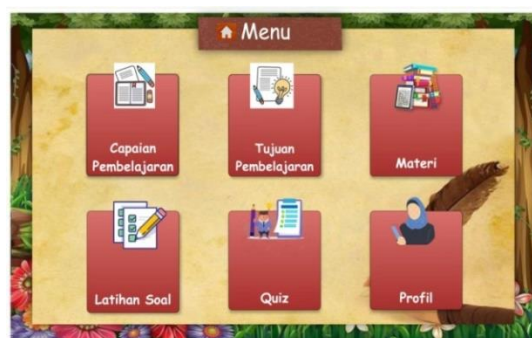 Menu
Capaian
Pembelajaran
Tujuan
Pembelajaran
Materi
Latihan Soal
Quiz
Profil